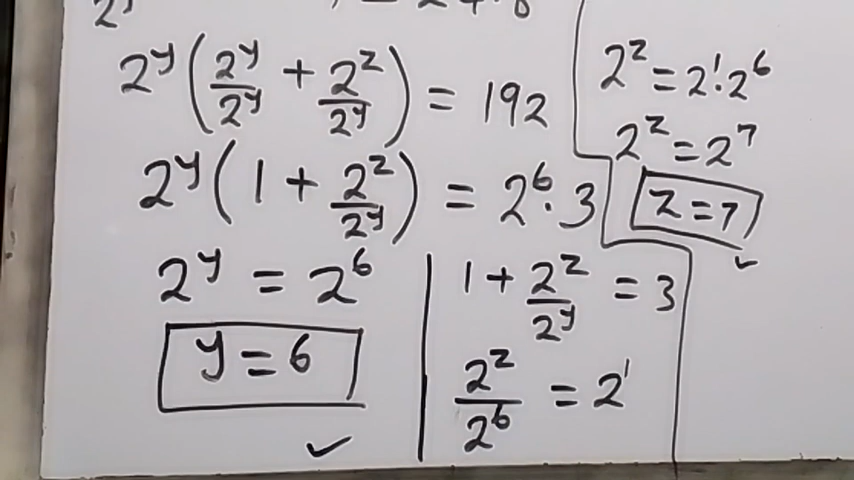 2^y(2^y/2^y + 2^z/2^y) = 192
2^y(1 + 2^z/2^y) = 2^6 · 3
2^y = 2^6
y = 6
✓
1 + 2^z/2^y = 3
2^z/2^6 = 2^1
2^z = 2^1 · 2^6
2^z = 2^7
z = 7
✓